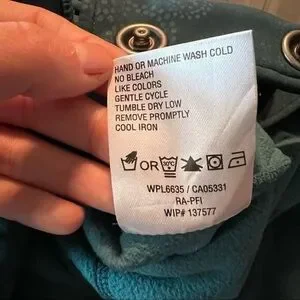 HAND OR MACHINE WASH COLD
NO BLEACH
LIKE COLORS
GENTLE CYCLE
TUMBLE DRY LOW
REMOVE PROMPTLY
COOL IRON
OR
WPL6635 / CA05331
RA-PFI
WIP# 137577